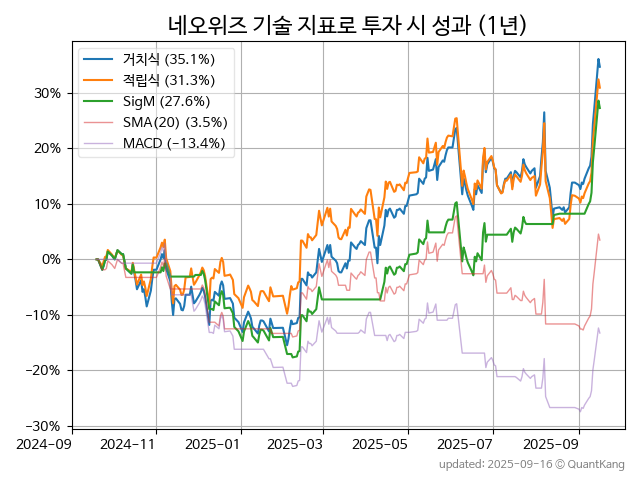 네오위즈 기술 지표로 투자 시 성과 (1년)
거치식 (35.1%)
적립식 (31.3%)
SigM (27.6%)
SMA(20) (3.5%)
MACD (−13.4%)
30%
20%
10%
0%
−10%
−20%
−30%
2024-09 2024-11 2025-01 2025-03 2025-05 2025-07 2025-09
updated: 2025-09-16 © QuantKang